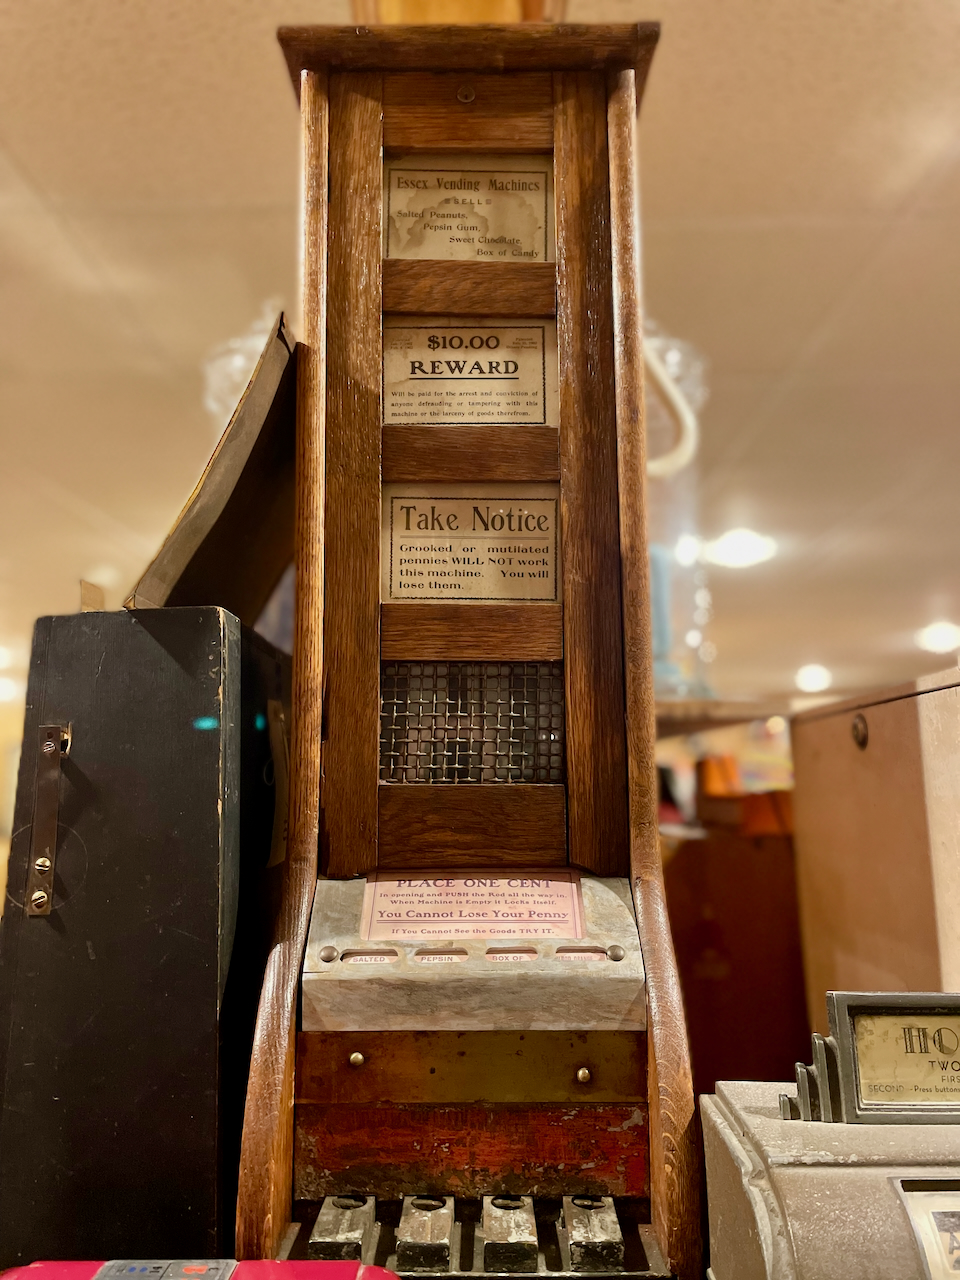 Essex Vending Machines
SELL
Salted Peanuts,
Pepsin Gum,
Sweet Chocolate,
Box of Candy
$10.00
REWARD
Will be paid for the arrest and conviction of
anyone defrauding or tampering with this
machine or the larceny of goods therefrom.
Take Notice
Crooked or mutilated
pennies WILL NOT work
this machine. You will
lose them.
PLACE ONE CENT
In opening and PUSH the Rod all the way in.
When Machine is Empty it Locks Itself.
You Cannot Lose Your Penny
If You Cannot See the Goods TRY IT.
SALTED
PEPSIN
BOX OF
HO
TWO
FIRS
SECOND—Press buttons